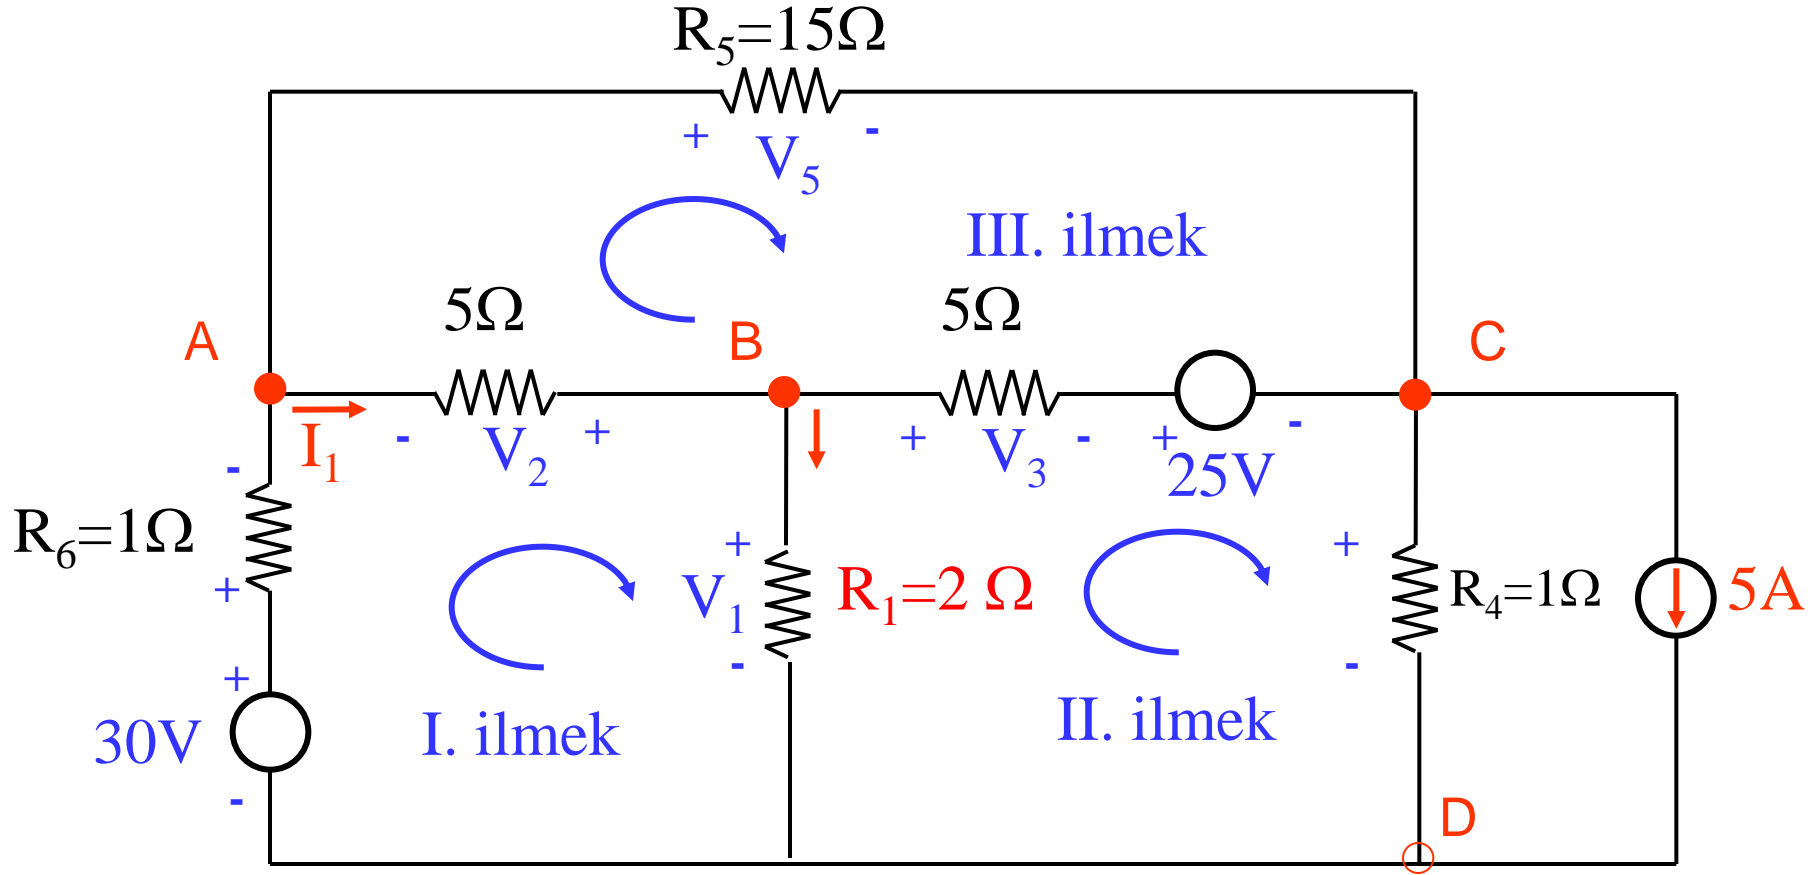 R5=15Ω
+ V5 -
III. ilmek
5Ω
5Ω
A
B
C
I1
- V2 +
+ V3 -
+ 25V -
-
R6=1Ω
+
+
V1
-
R1=2 Ω
+
R4=1Ω
-
5A
+
30V
-
I. ilmek
II. ilmek
D